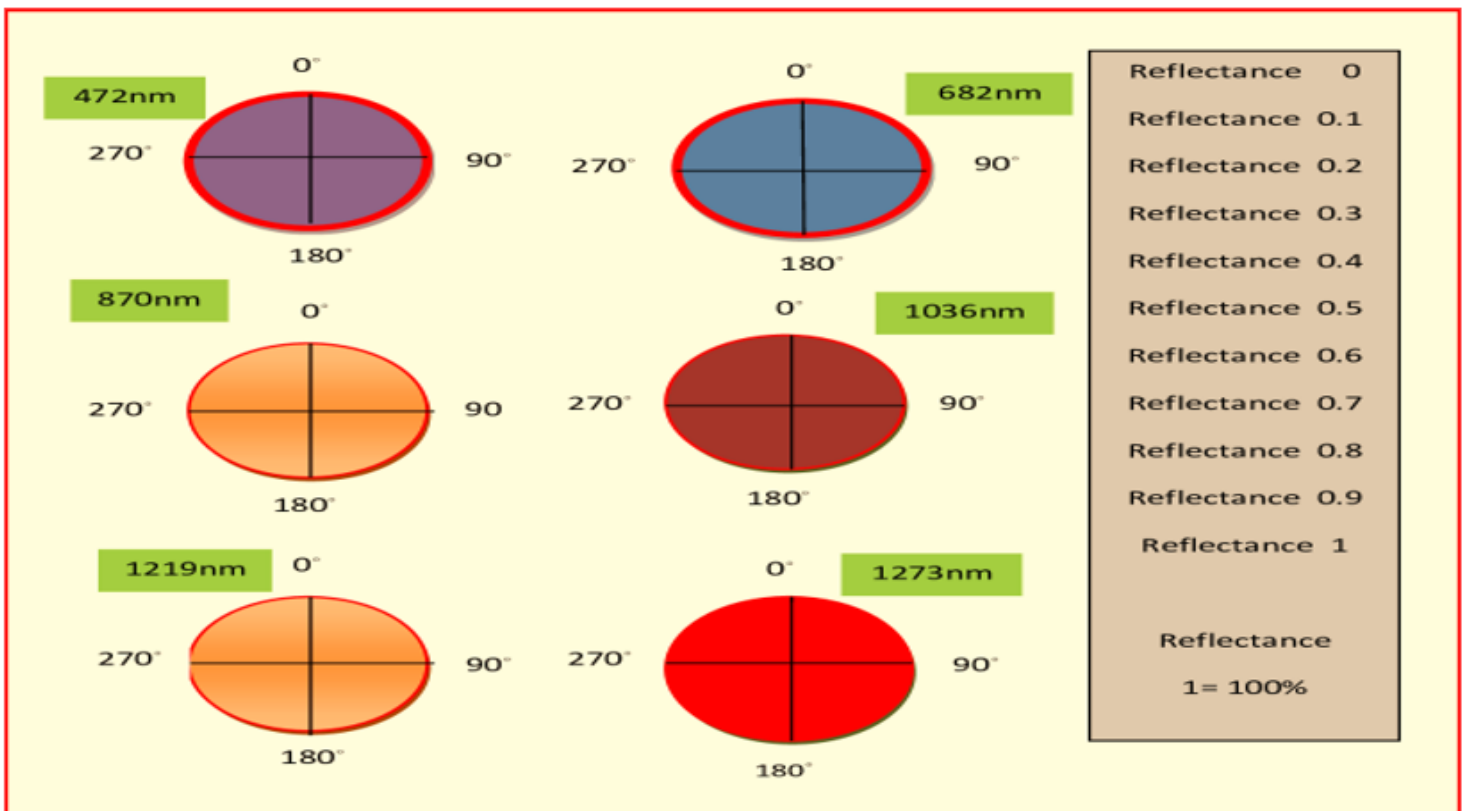 472nm
0°
270°
90°
180°
682nm
0°
270°
90°
180°
870nm
0°
270°
90
180°
1036nm
0°
270°
90°
180°
1219nm
0°
270°
90°
180°
1273nm
0°
270°
90°
180°
Reflectance 0
Reflectance 0.1
Reflectance 0.2
Reflectance 0.3
Reflectance 0.4
Reflectance 0.5
Reflectance 0.6
Reflectance 0.7
Reflectance 0.8
Reflectance 0.9
Reflectance 1
Reflectance
1= 100%